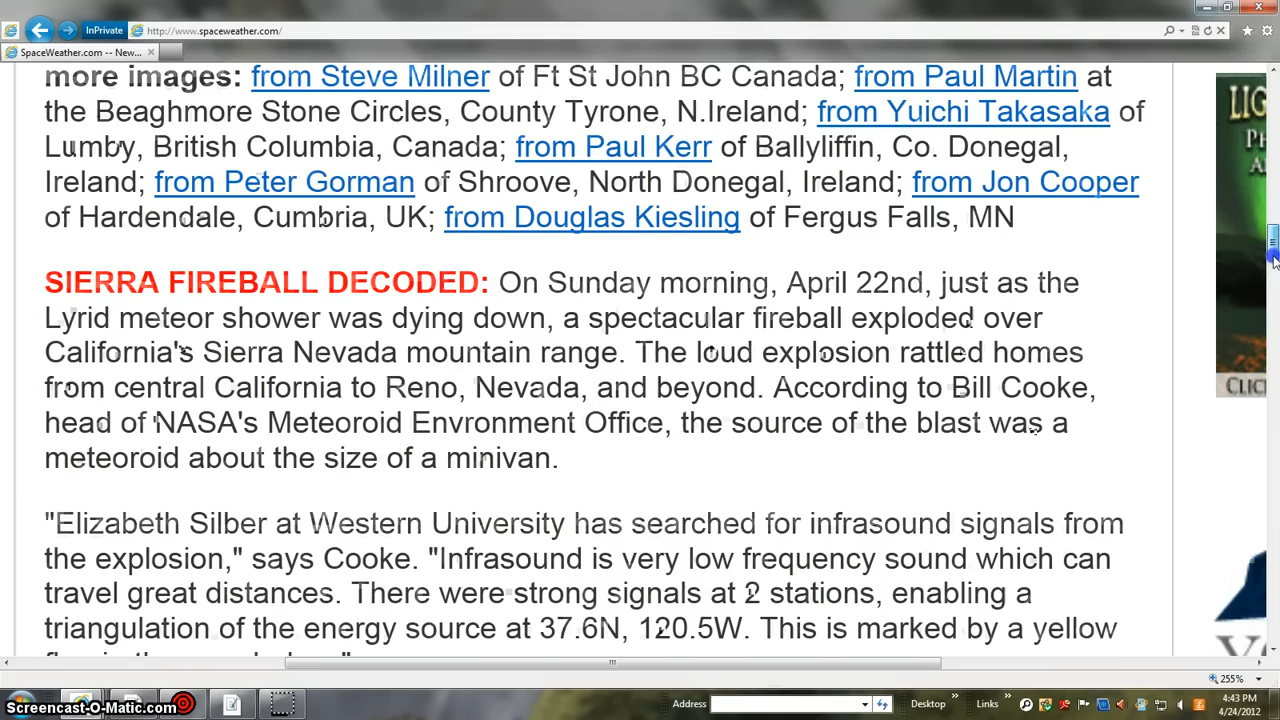 InPrivate
http://www.spaceweather.com/
SpaceWeather.com -- New...
more images: from Steve Milner of Ft St John BC Canada; from Paul Martin at
the Beaghmore Stone Circles, County Tyrone, N.Ireland; from Yuichi Takasaka of
Lumby, British Columbia, Canada; from Paul Kerr of Ballyliffin, Co. Donegal,
Ireland; from Peter Gorman of Shroove, North Donegal, Ireland; from Jon Cooper
of Hardendale, Cumbria, UK; from Douglas Kiesling of Fergus Falls, MN
SIERRA FIREBALL DECODED: On Sunday morning, April 22nd, just as the
Lyrid meteor shower was dying down, a spectacular fireball exploded over
California's Sierra Nevada mountain range. The loud explosion rattled homes
from central California to Reno, Nevada, and beyond. According to Bill Cooke,
head of NASA's Meteoroid Envronment Office, the source of the blast was a
meteoroid about the size of a minivan.
"Elizabeth Silber at Western University has searched for infrasound signals from
the explosion," says Cooke. "Infrasound is very low frequency sound which can
travel great distances. There were strong signals at 2 stations, enabling a
triangulation of the energy source at 37.6N, 120.5W. This is marked by a yellow
255%
Address
Desktop
Links
4:43 PM
4/24/2012
Screencast-O-Matic.com